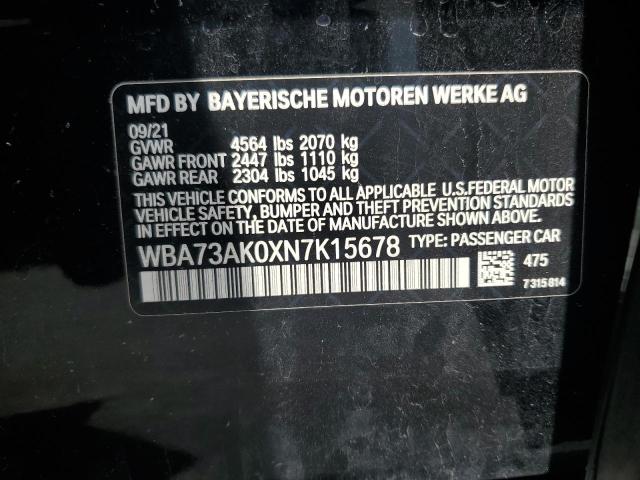 MFD BY BAYERISCHE MOTOREN WERKE AG
09/21
GVWR 4564 lbs 2070 kg
GAWR FRONT 2447 lbs 1110 kg
GAWR REAR 2304 lbs 1045 kg
THIS VEHICLE CONFORMS TO ALL APPLICABLE U.S.FEDERAL MOTOR
VEHICLE SAFETY, BUMPER AND THEFT PREVENTION STANDARDS
IN EFFECT ON THE DATE OF MANUFACTURE SHOWN ABOVE.
WBA73AK0XN7K15678 TYPE: PASSENGER CAR
475
7315814